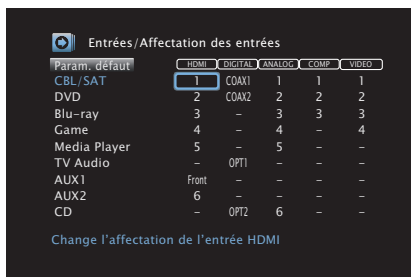 Entrées/Affectation des entrées
Param. défaut HDMI DIGITAL ANALOG COMP VIDEO
CBL/SAT 1 COAX1 1 1 1
DVD 2 COAX2 2 2 2
Blu-ray 3 – 3 3 3
Game 4 – 4 – 4
Media Player 5 – 5 – –
TV Audio – OPT1 – – –
AUX1 Front – – – –
AUX2 6 – – – –
CD – OPT2 6 – –
Change l'affectation de l'entrée HDMI